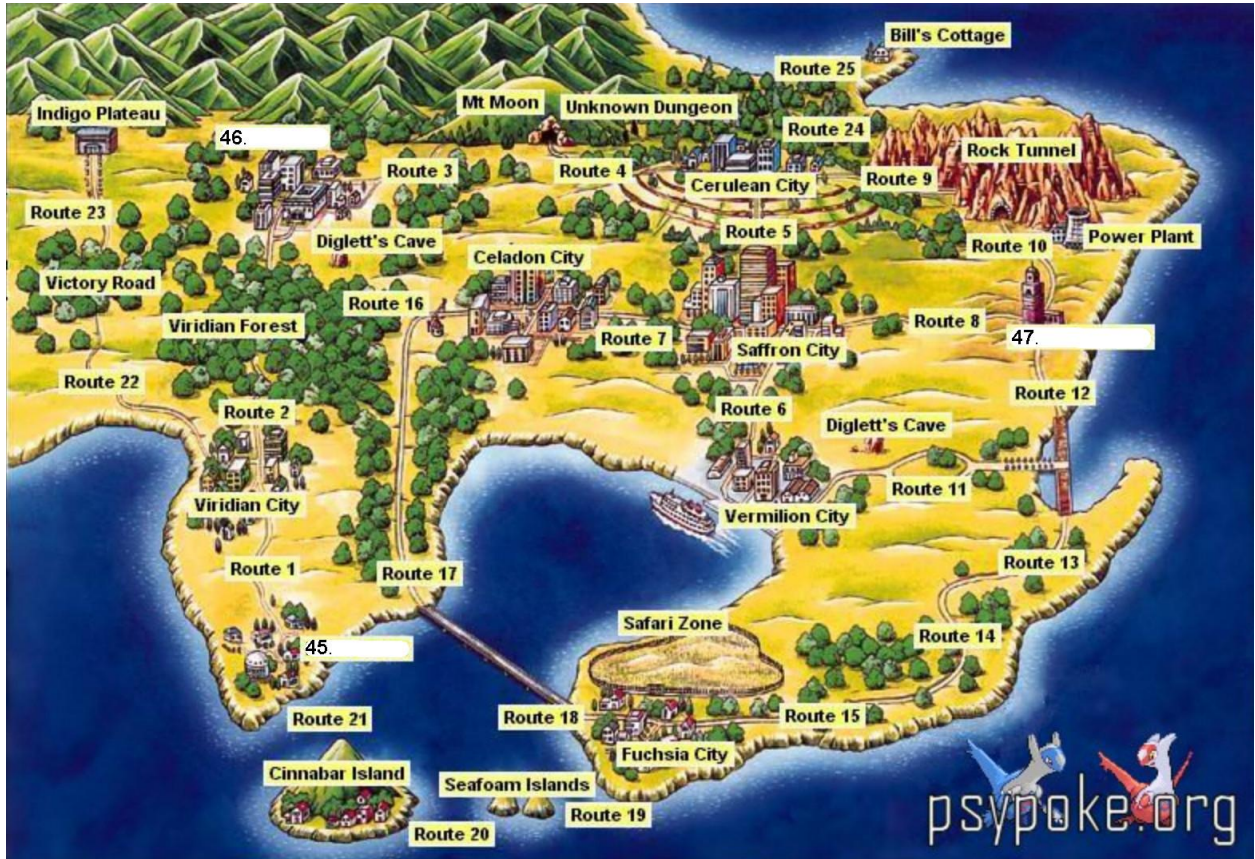 Bill's Cottage
Route 25
Mt Moon
Unknown Dungeon
Indigo Plateau
Route 24
46.
Rock Tunnel
Route 3
Route 4
Route 9
Cerulean City
Route 23
Route 5
Power Plant
Diglett's Cave
Route 10
Celadon City
Victory Road
Route 16
Viridian Forest
Route 8
Route 7
47.
Saffron City
Route 22
Route 12
Route 2
Route 6
Diglett's Cave
Route 11
Viridian City
Vermilion City
Route 1
Route 17
Route 13
Safari Zone
Route 14
45.
Route 21
Route 18
Route 15
Fuchsia City
Cinnabar Island
Seafoam Islands
Route 19
Route 20
psypoke.org